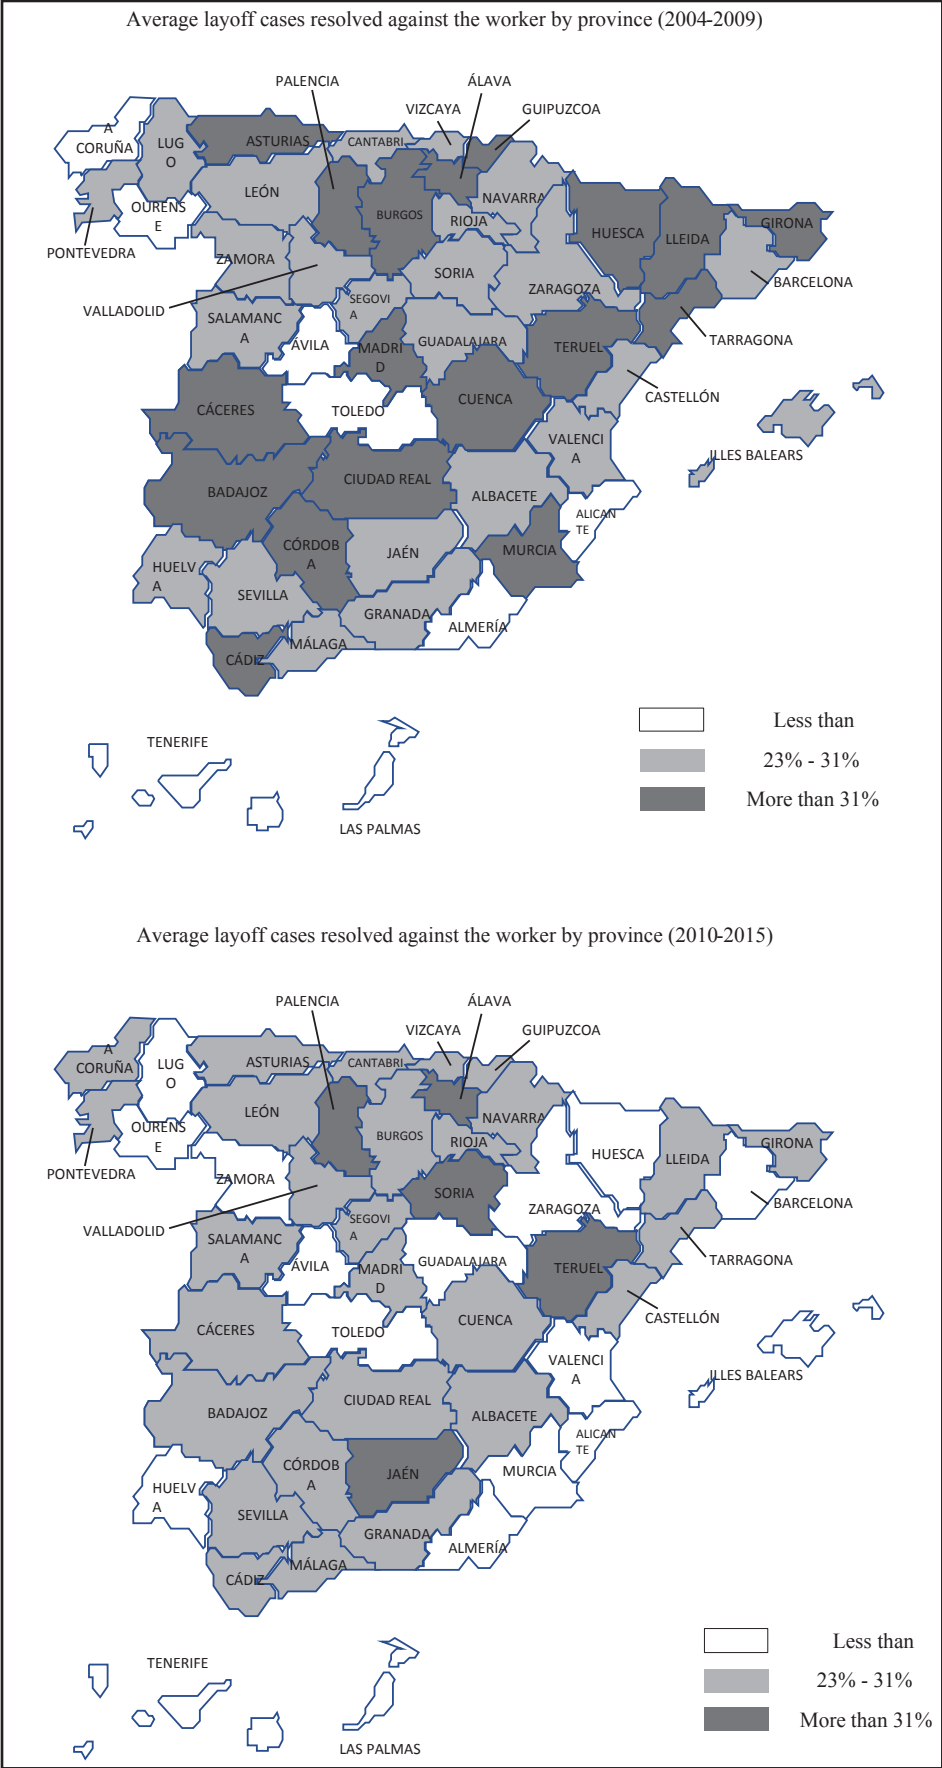 Average layoff cases resolved against the worker by province (2004-2009)
PALENCIA
ÁLAVA
VIZCAYA
GUIPUZCOA
A
CORUÑA
LUG
O
ASTURIAS
CANTABRI
LEÓN
NAVARRA
OURENS
E
BURGOS
RIOJA
HUESCA
LLEIDA
GIRONA
PONTEVEDRA
ZAMORA
SORIA
BARCELONA
VALLADOLID
SEGOVI
A
ZARAGOZA
SALAMANC
A
ÁVILA
MADRI
D
GUADALAJARA
TERUEL
TARRAGONA
CÁCERES
TOLEDO
CUENCA
CASTELLÓN
VALENCI
A
ILLES BALEARS
BADAJOZ
CIUDAD REAL
ALBACETE
ALICAN
TE
CÓRDOB
A
JAÉN
MURCIA
HUELV
A
SEVILLA
GRANADA
ALMERÍA
MÁLAGA
CÁDIZ
Less than
TENERIFE
23% - 31%
More than 31%
LAS PALMAS
Average layoff cases resolved against the worker by province (2010-2015)
PALENCIA
ÁLAVA
VIZCAYA
GUIPUZCOA
A
CORUÑA
LUG
O
ASTURIAS
CANTABRI
LEÓN
NAVARRA
OURENS
E
BURGOS
RIOJA
HUESCA
LLEIDA
GIRONA
PONTEVEDRA
ZAMORA
SORIA
BARCELONA
VALLADOLID
SEGOVI
A
ZARAGOZA
SALAMANC
A
ÁVILA
MADRI
D
GUADALAJARA
TERUEL
TARRAGONA
CÁCERES
TOLEDO
CUENCA
CASTELLÓN
VALENCI
A
ILLES BALEARS
BADAJOZ
CIUDAD REAL
ALBACETE
ALICAN
TE
CÓRDOB
A
JAÉN
MURCIA
HUELV
A
SEVILLA
GRANADA
ALMERÍA
MÁLAGA
CÁDIZ
Less than
TENERIFE
23% - 31%
More than 31%
LAS PALMAS